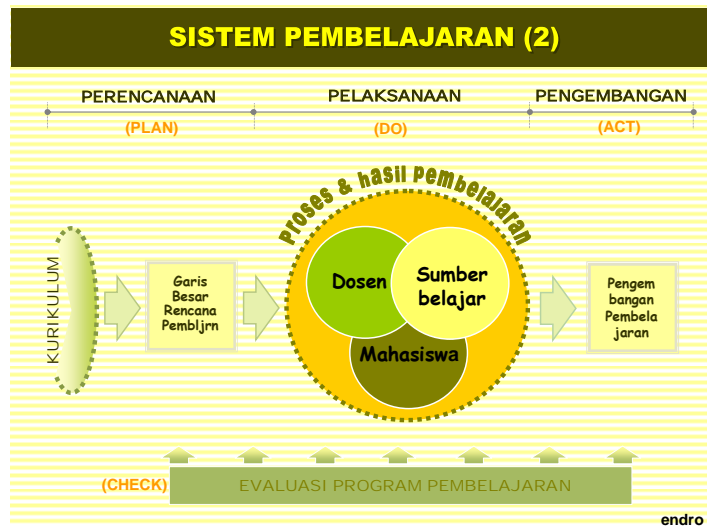 SISTEM PEMBELAJARAN (2)
PERENCANAAN
PELAKSANAAN
PENGEMBANGAN
(PLAN)
(DO)
(ACT)
Proses & hasil pembelajaran
KURIKULUM
Garis
Besar
Rencana
Pembljrn
Dosen
Sumber
belajar
Mahasiswa
Pengem
bangan
Pembela
jaran
(CHECK)
EVALUASI PROGRAM PEMBELAJARAN
endro